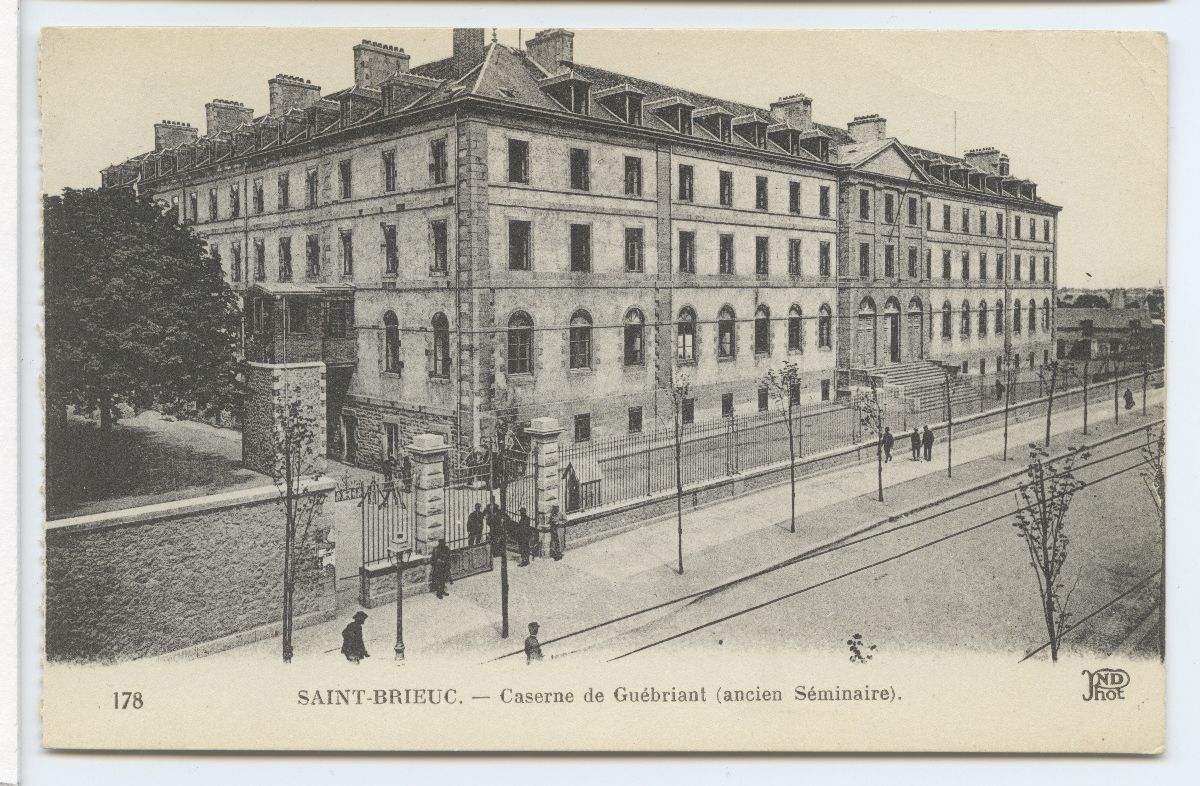 178 SAINT-BRIEUC. — Caserne de Guébriant (ancien Séminaire). ND Phot